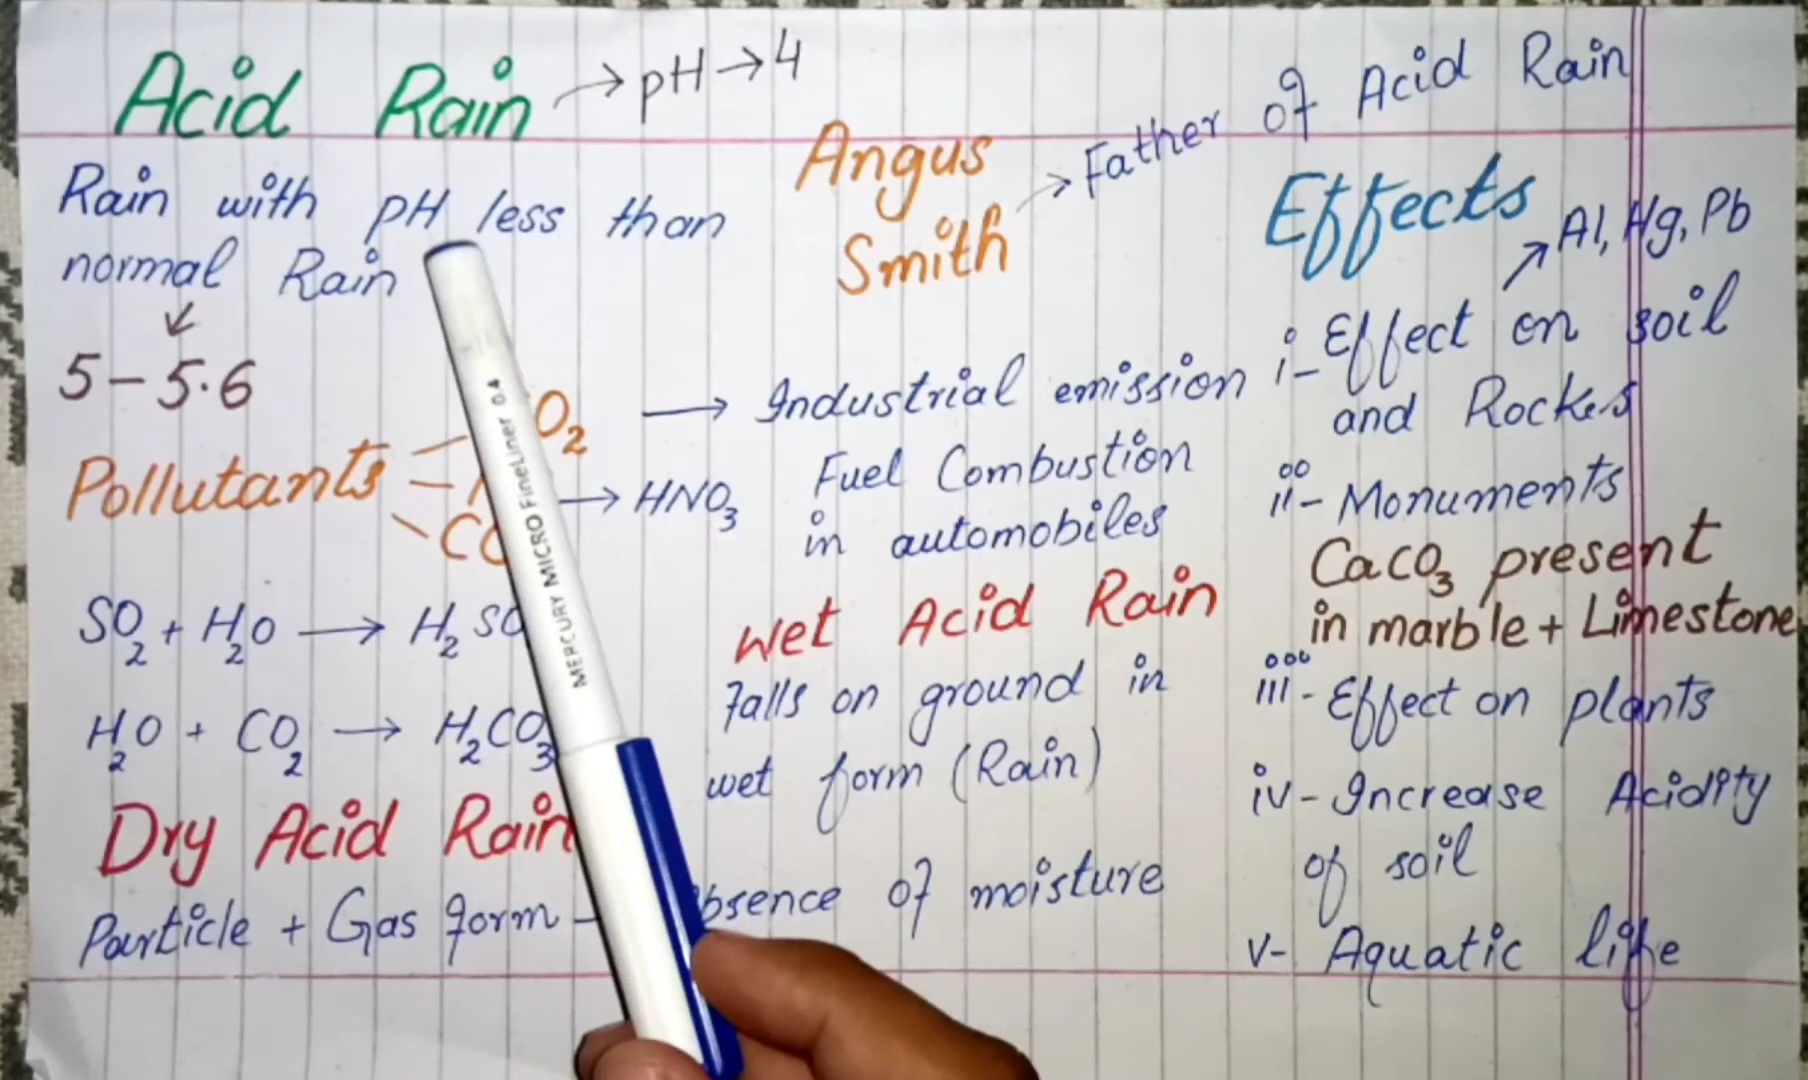 Acid Rain → pH → 4
Rain with pH less than
normal Rain
5 - 5.6
Angus
Smith
→ Father of Acid Rain
Pollutants
O2 → Industrial emission
→ HNO3
Fuel Combustion
in automobiles
SO2 + H2O → H2 SO
H2O + CO2 → H2CO3
Dry Acid Rain
Particle + Gas form -
bsence of moisture
Wet Acid Rain
Falls on ground in
wet form (Rain)
Effects
Al, Hg, Pb
i- Effect on soil
and Rockes
ii- Monuments
CaCO3 present
in marble + Limestone
iii- Effect on plants
iv- Increase Acidity
of soil
v- Aquatic life
MERCURY MICRO FineLiner 0.4